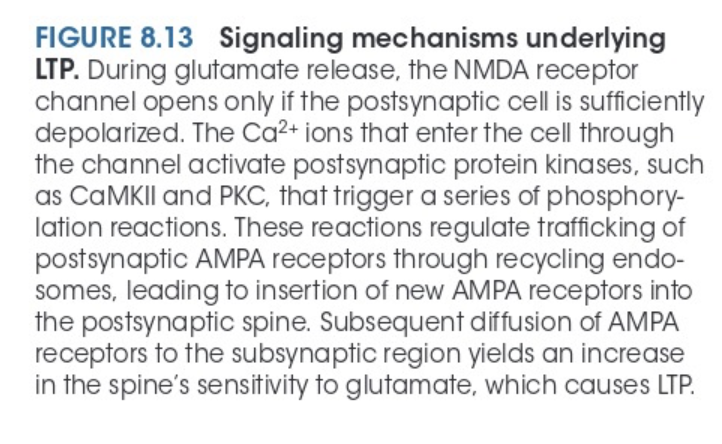 FIGURE 8.13 Signaling mechanisms underlying
LTP. During glutamate release, the NMDA receptor
channel opens only if the postsynaptic cell is sufficiently
depolarized. The Ca²⁺ ions that enter the cell through
the channel activate postsynaptic protein kinases, such
as CaMKII and PKC, that trigger a series of phosphory-
lation reactions. These reactions regulate trafficking of
postsynaptic AMPA receptors through recycling endo-
somes, leading to insertion of new AMPA receptors into
the postsynaptic spine. Subsequent diffusion of AMPA
receptors to the subsynaptic region yields an increase
in the spine's sensitivity to glutamate, which causes LTP.